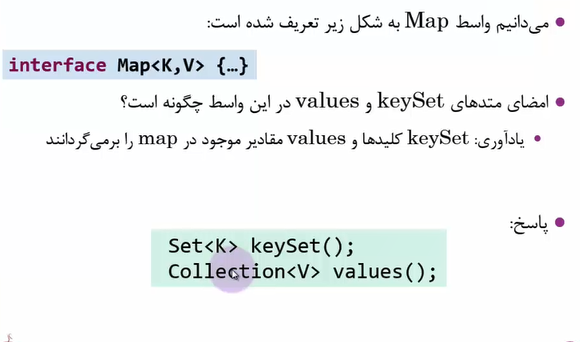 می‌دانیم واسط Map به شکل زیر تعریف شده است:
interface Map<K,V> {…}
امضای متدهای keySet و values در این واسط چگونه است؟
یادآوری: keySet کلیدها و values مقادیر موجود در map را برمی‌گردانند
پاسخ:
Set<K> keySet();
Collection<V> values();